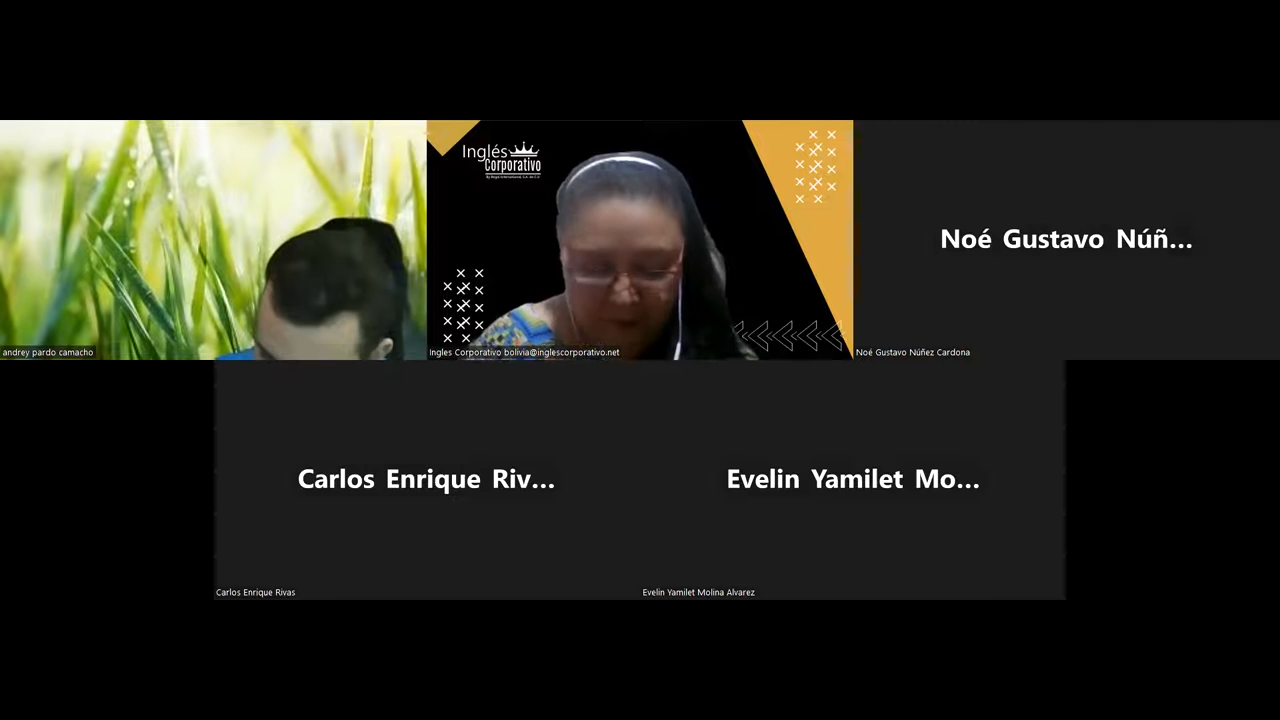 Inglés
Corporativo
Noé Gustavo Núñ...
andrey pardo camacho
Ingles Corporativo bolivia@inglescorporativo.net
Noé Gustavo Núñez Cardona
Carlos Enrique Riv...
Evelin Yamilet Mo...
Carlos Enrique Rivas
Evelin Yamilet Molina Alvarez